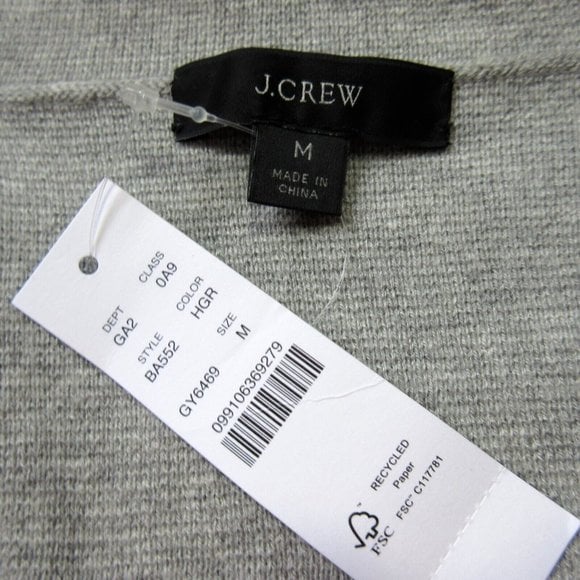 J.CREW
M
MADE IN
CHINA
DEPT CLASS
GA2 0A9
STYLE COLOR
BA552 HGR
SIZE
GY6469 M
099106369279
RECYCLED
Paper
FSC™ C117781
FSC